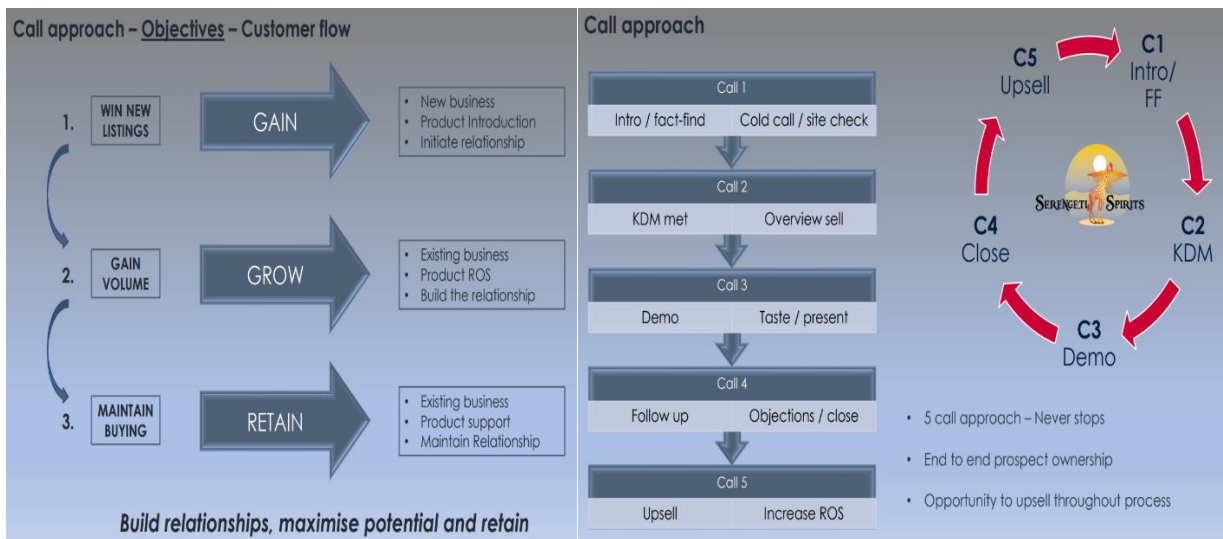 Call approach – Objectives – Customer flow
1.
WIN NEW
LISTINGS
GAIN
• New business
• Product Introduction
• Initiate relationship
2.
GAIN
VOLUME
GROW
• Existing business
• Product ROS
• Build the relationship
3.
MAINTAIN
BUYING
RETAIN
• Existing business
• Product support
• Maintain Relationship
Build relationships, maximise potential and retain
Call approach
Call 1
Intro / fact-find
Cold call / site check
Call 2
KDM met
Overview sell
Call 3
Demo
Taste / present
Call 4
Follow up
Objections / close
Call 5
Upsell
Increase ROS
C1
Intro/
FF
C2
KDM
C3
Demo
C4
Close
C5
Upsell
SERENGETI SPIRITS
• 5 call approach – Never stops
• End to end prospect ownership
• Opportunity to upsell throughout process